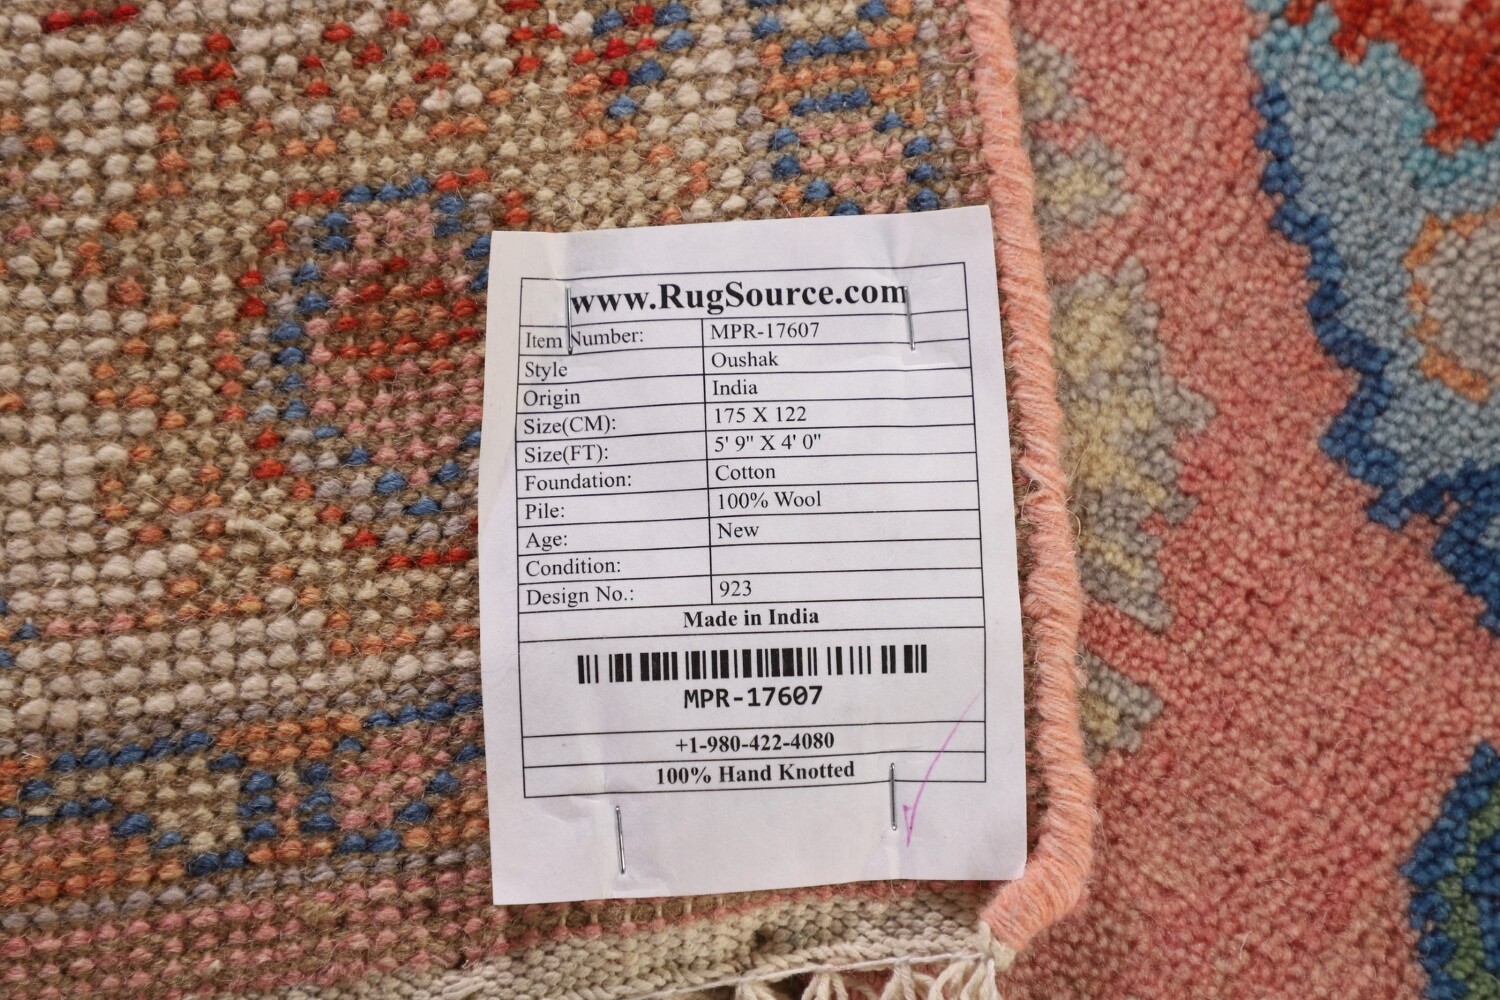 www.RugSource.com
Item Number: MPR-17607
Style Oushak
Origin India
Size(CM): 175 X 122
Size(FT): 5' 9" X 4' 0"
Foundation: Cotton
Pile: 100% Wool
Age: New
Condition:
Design No.: 923
Made in India
MPR-17607
+1-980-422-4080
100% Hand Knotted